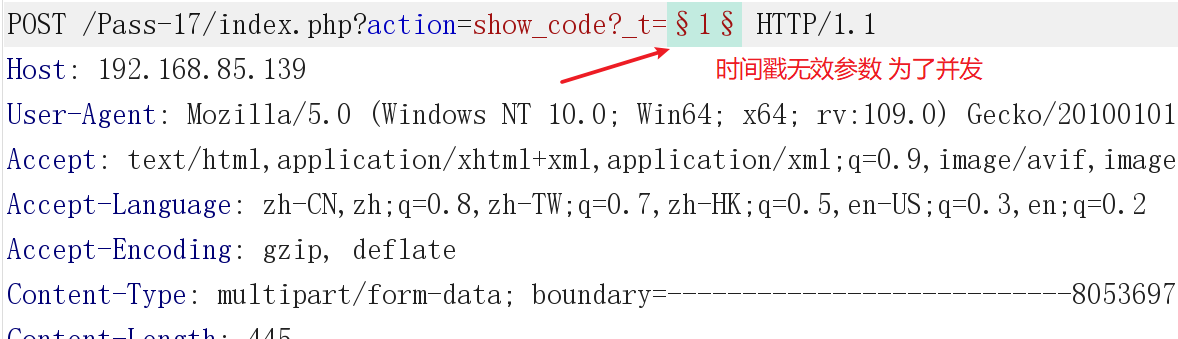 POST /Pass-17/index.php?action=show_code?_t=§1§ HTTP/1.1
Host: 192.168.85.139
时间戳无效参数 为了并发
User-Agent: Mozilla/5.0 (Windows NT 10.0; Win64; x64; rv:109.0) Gecko/20100101
Accept: text/html,application/xhtml+xml,application/xml;q=0.9,image/avif,image
Accept-Language: zh-CN,zh;q=0.8,zh-TW;q=0.7,zh-HK;q=0.5,en-US;q=0.3,en;q=0.2
Accept-Encoding: gzip, deflate
Content-Type: multipart/form-data; boundary=---------------------------8053697
Content-Length: 445